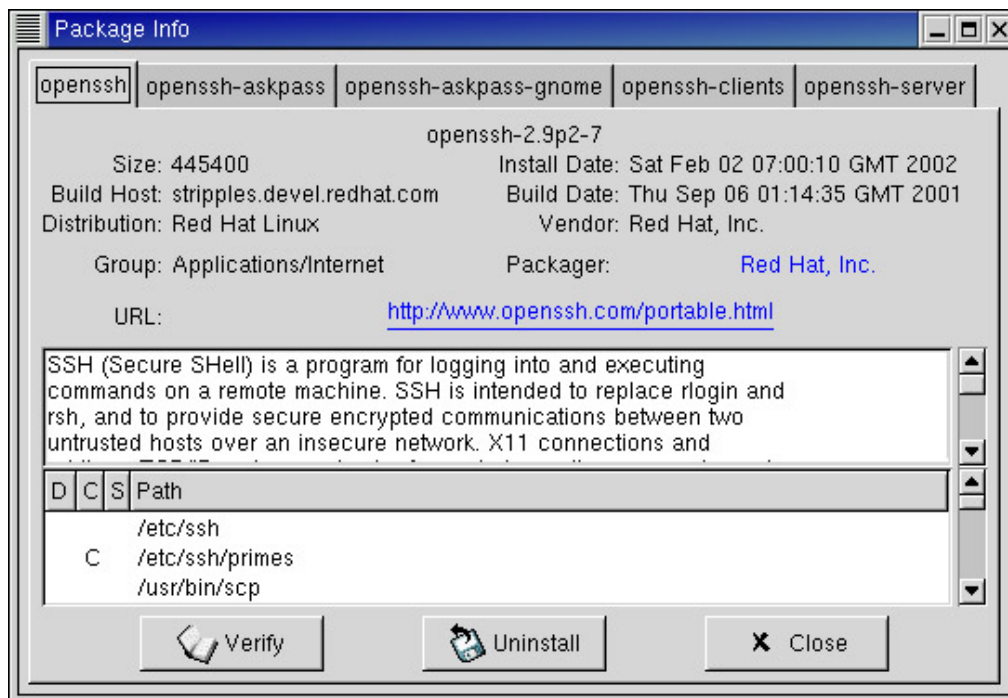 Package Info
openssh openssh-askpass openssh-askpass-gnome openssh-clients openssh-server
openssh-2.9p2-7
Size: 445400 Install Date: Sat Feb 02 07:00:10 GMT 2002
Build Host: stripples.devel.redhat.com Build Date: Thu Sep 06 01:14:35 GMT 2001
Distribution: Red Hat Linux Vendor: Red Hat, Inc.
Group: Applications/Internet Packager: Red Hat, Inc.
URL: http://www.openssh.com/portable.html
SSH (Secure SHell) is a program for logging into and executing
commands on a remote machine. SSH is intended to replace rlogin and
rsh, and to provide secure encrypted communications between two
untrusted hosts over an insecure network. X11 connections and
D C S Path
/etc/ssh
C /etc/ssh/primes
/usr/bin/scp
Verify Uninstall Close